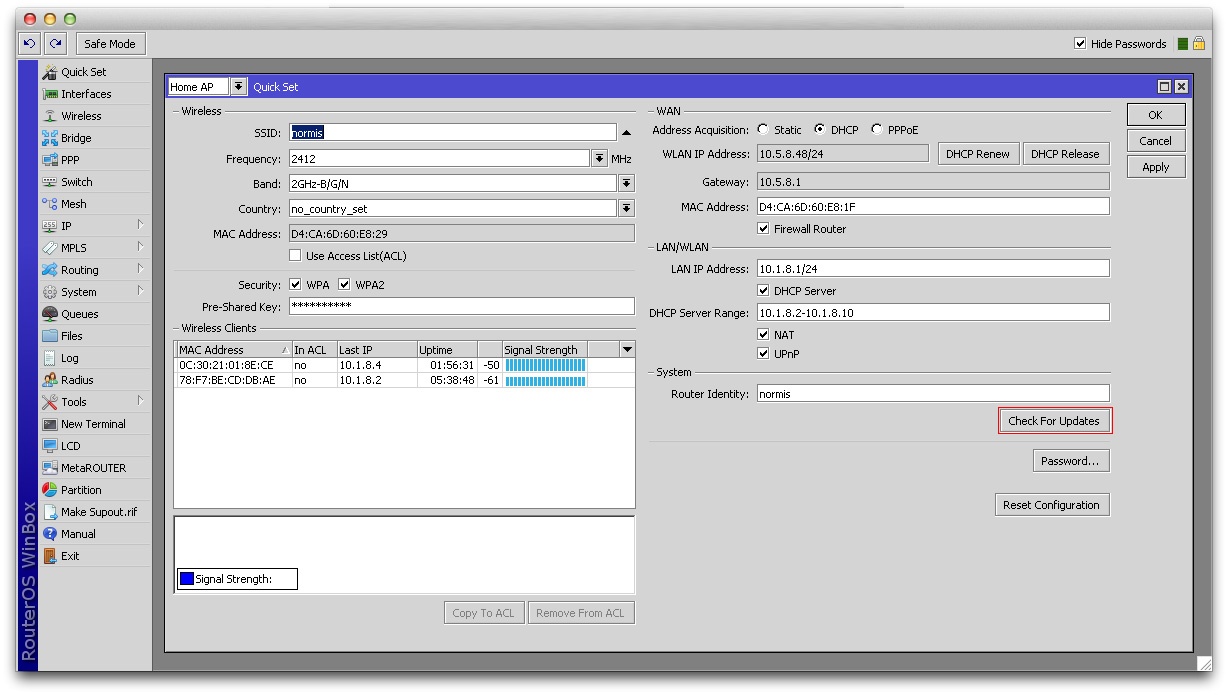 Safe Mode
Hide Passwords
RouterOS WinBox
Quick Set
Interfaces
Wireless
Bridge
PPP
Switch
Mesh
IP
MPLS
Routing
System
Queues
Files
Log
Radius
Tools
New Terminal
LCD
MetaROUTER
Partition
Make Supout.rif
Manual
Exit
Home AP Quick Set
Wireless
SSID: normis
Frequency: 2412 MHz
Band: 2GHz-B/G/N
Country: no_country_set
MAC Address: D4:CA:6D:60:E8:29
Use Access List(ACL)
Security: WPA WPA2
Pre-Shared Key: **********
Wireless Clients
MAC Address In ACL Last IP Uptime Signal Strength
0C:30:21:01:8E:CE no 10.1.8.4 01:56:31 -50
78:F7:BE:CD:DB:AE no 10.1.8.2 05:38:48 -61
Signal Strength:
Copy To ACL Remove From ACL
WAN
Address Acquisition: Static DHCP PPPoE
WLAN IP Address: 10.5.8.48/24 DHCP Renew DHCP Release
Gateway: 10.5.8.1
MAC Address: D4:CA:6D:60:E8:1F
Firewall Router
LAN/WLAN
LAN IP Address: 10.1.8.1/24
DHCP Server
DHCP Server Range: 10.1.8.2-10.1.8.10
NAT
UPnP
System
Router Identity: normis
Check For Updates
Password...
Reset Configuration
OK
Cancel
Apply